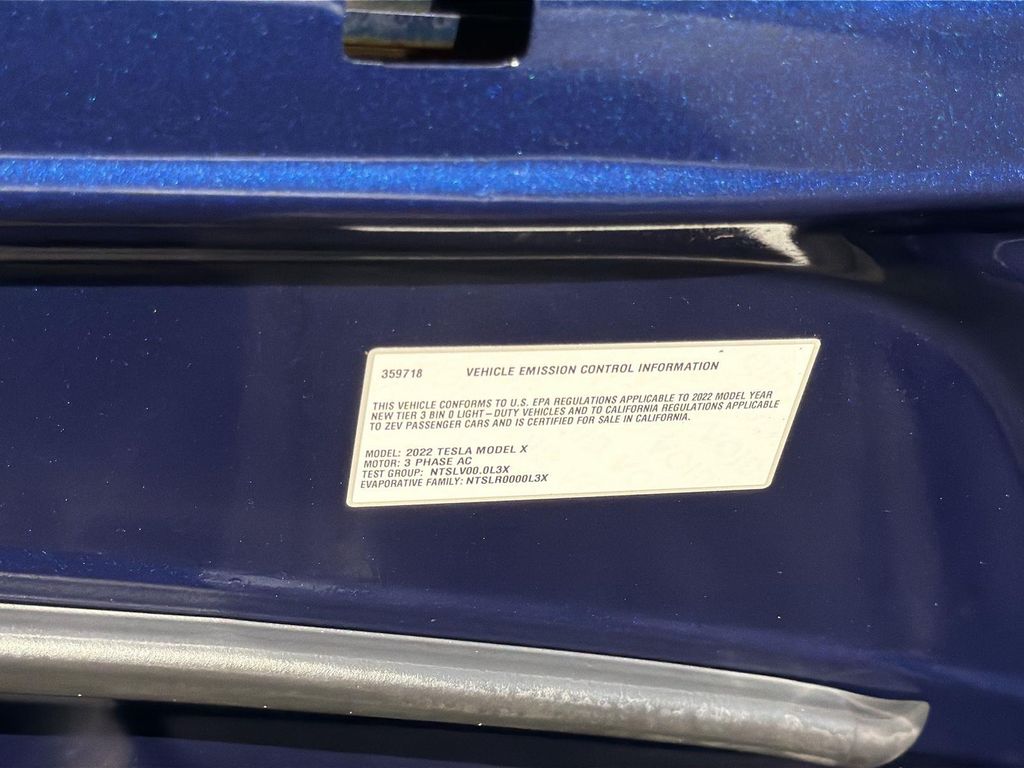 359718 VEHICLE EMISSION CONTROL INFORMATION
THIS VEHICLE CONFORMS TO U.S. EPA REGULATIONS APPLICABLE TO 2022 MODEL YEAR
NEW TIER 3 BIN 0 LIGHT-DUTY VEHICLES AND TO CALIFORNIA REGULATIONS APPLICABLE
TO ZEV PASSENGER CARS AND IS CERTIFIED FOR SALE IN CALIFORNIA.
MODEL: 2022 TESLA MODEL X
MOTOR: 3 PHASE AC
TEST GROUP: NTSLV00.0L3X
EVAPORATIVE FAMILY: NTSLR0000L3X